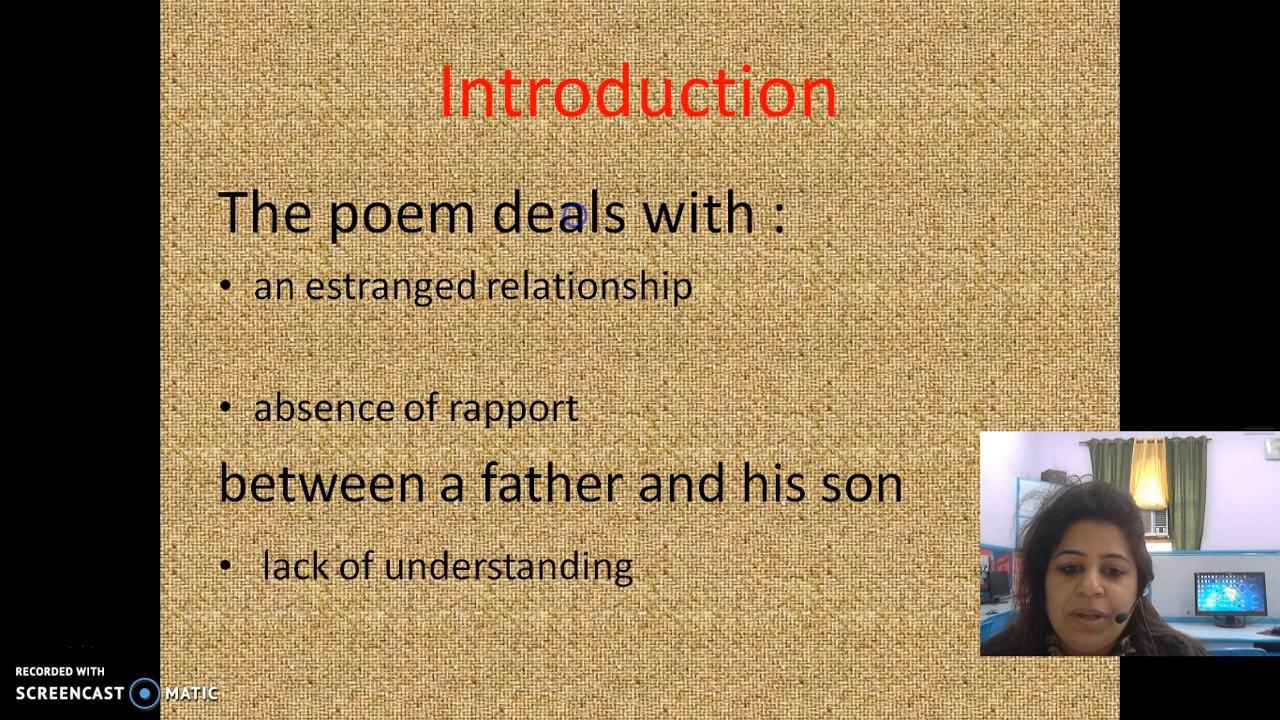 Introduction
The poem deals with :
• an estranged relationship
• absence of rapport
between a father and his son
• lack of understanding
RECORDED WITH
SCREENCAST MATIC